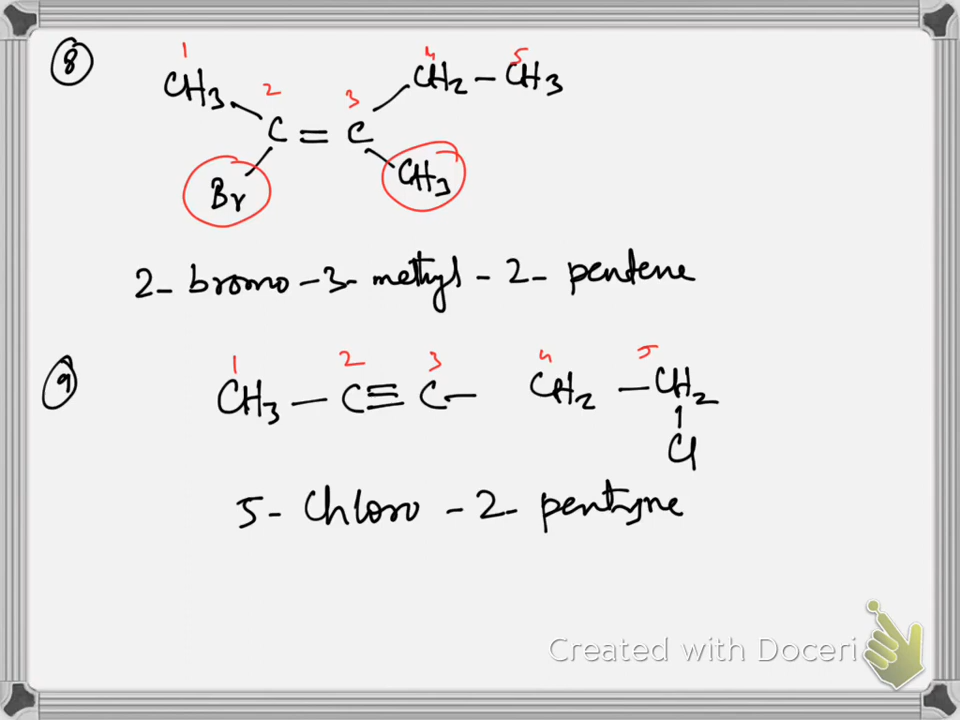 8
1 4 5
CH3 2 3 CH2 - CH3
C = C
Br CH3
2- bromo -3- methyl - 2- pentene
9
1 2 3 4 5
CH3 - C ≡ C - CH2 - CH2
Cl
5- Chloro - 2- pentyne
Created with Doceri